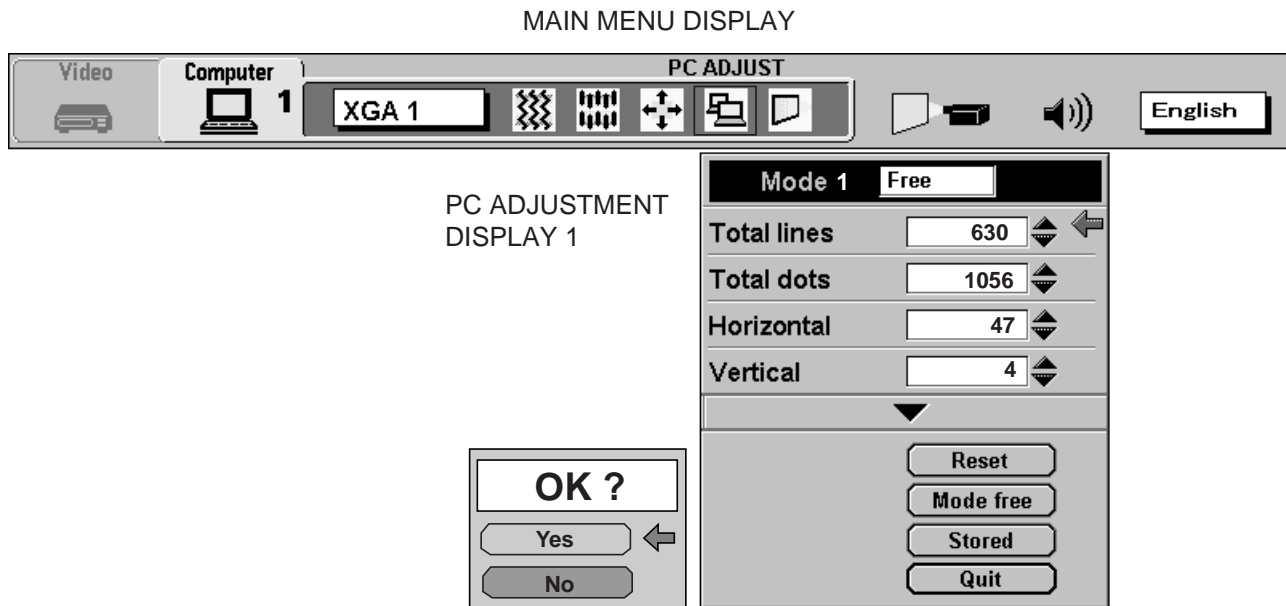 MAIN MENU DISPLAY
Video Computer PC ADJUST
1 XGA 1 English
PC ADJUSTMENT
DISPLAY 1
Mode 1 Free
Total lines 630
Total dots 1056
Horizontal 47
Vertical 4
OK ?
Yes
No
Reset
Mode free
Stored
Quit